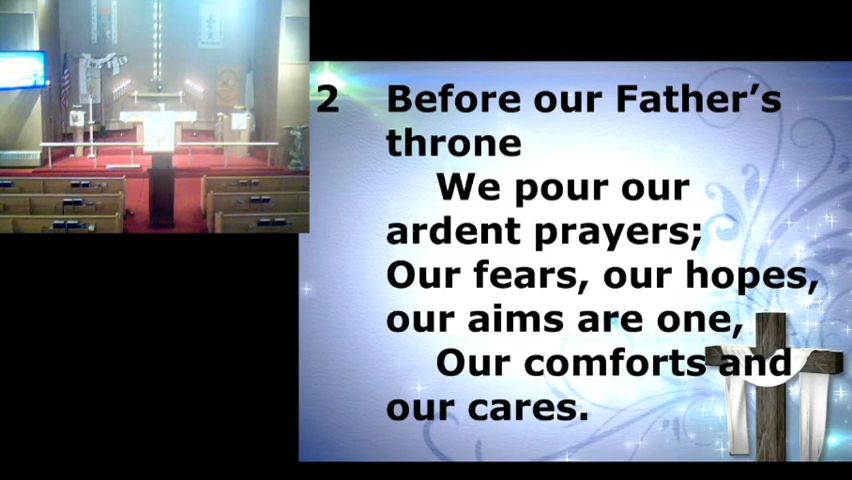 2 Before our Father’s
throne
We pour our
ardent prayers;
Our fears, our hopes,
our aims are one,
Our comforts and
our cares.